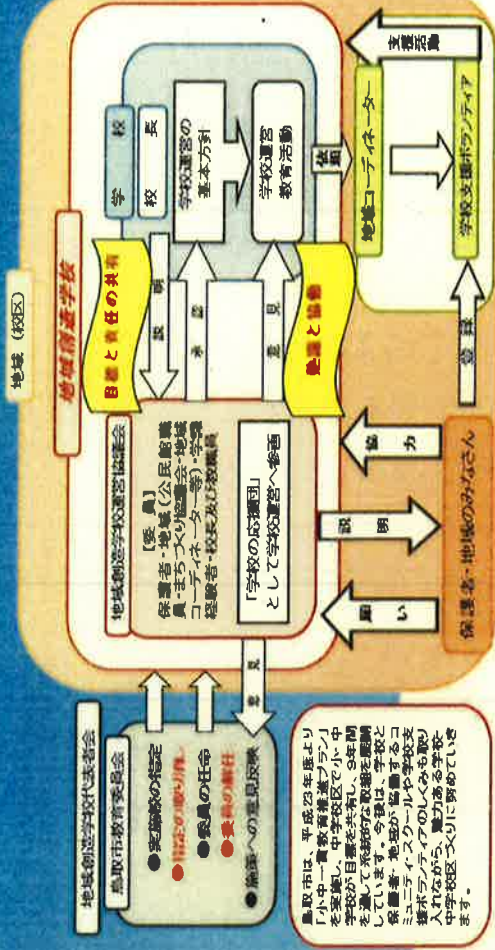 地域（校区）
地域創造学校
地域創造学校代表者会
鳥取市教育委員会
●実施校の指定
●指定の取り消し
●委員の任命
●委員の解任
●施策への意見反映
意見
地域創造学校運営協議会
【委員】
保護者・地域（公民館職
員・まちづくり協議会・地域
コーディネーター等）・学識
経験者・校長及び教職員
「学校の応援団」
として学校運営へ参画
目標と責任の共有
説明
承認
意見
熟議と協働
学校
校長
学校運営の
基本方針
学校運営
教育活動
依頼
地域コーディネーター
学校支援ボランティア
支援活動
登録
願い
説明
協力
保護者・地域のみなさん
鳥取市は、平成23年度より
「小中一貫教育推進プラン」
を実施し、中学校区で小・中
学校が目標を共有し、9年間
を通して系統的な取組を展開
しています。今後は、学校と
保護者・地域が協働するコ
ミュニティ・スクールや学校支
援ボランティアのしくみも取り
入れながら、魅力ある学校・
中学校区づくりに努めていき
ます。